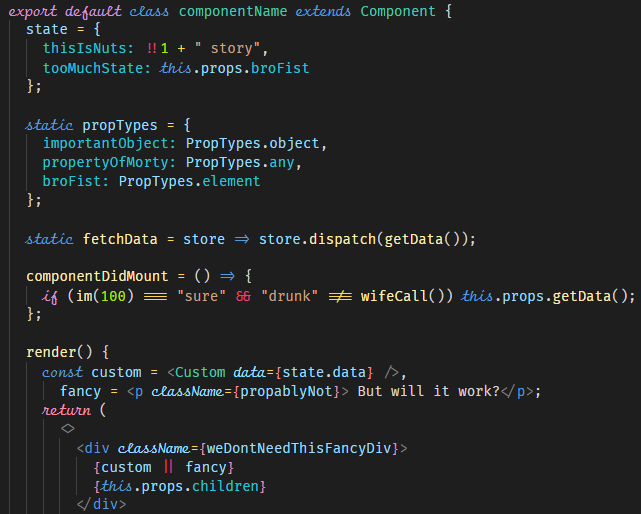 export default class componentName extends Component {
  state = {
    thisIsNuts: !!1 + " story",
    tooMuchState: this.props.broFist
  };

  static propTypes = {
    importantObject: PropTypes.object,
    propertyOfMorty: PropTypes.any,
    broFist: PropTypes.element
  };

  static fetchData = store => store.dispatch(getData());

  componentDidMount = () => {
    if (im(100) === "sure" && "drunk" !== wifeCall()) this.props.getData();
  };

  render() {
    const custom = <Custom data={state.data} />,
      fancy = <p className={propablyNot}> But will it work?</p>;
    return (
      <>
        <div className={weDontNeedThisFancyDiv}>
          {custom || fancy}
          {this.props.children}
        </div>